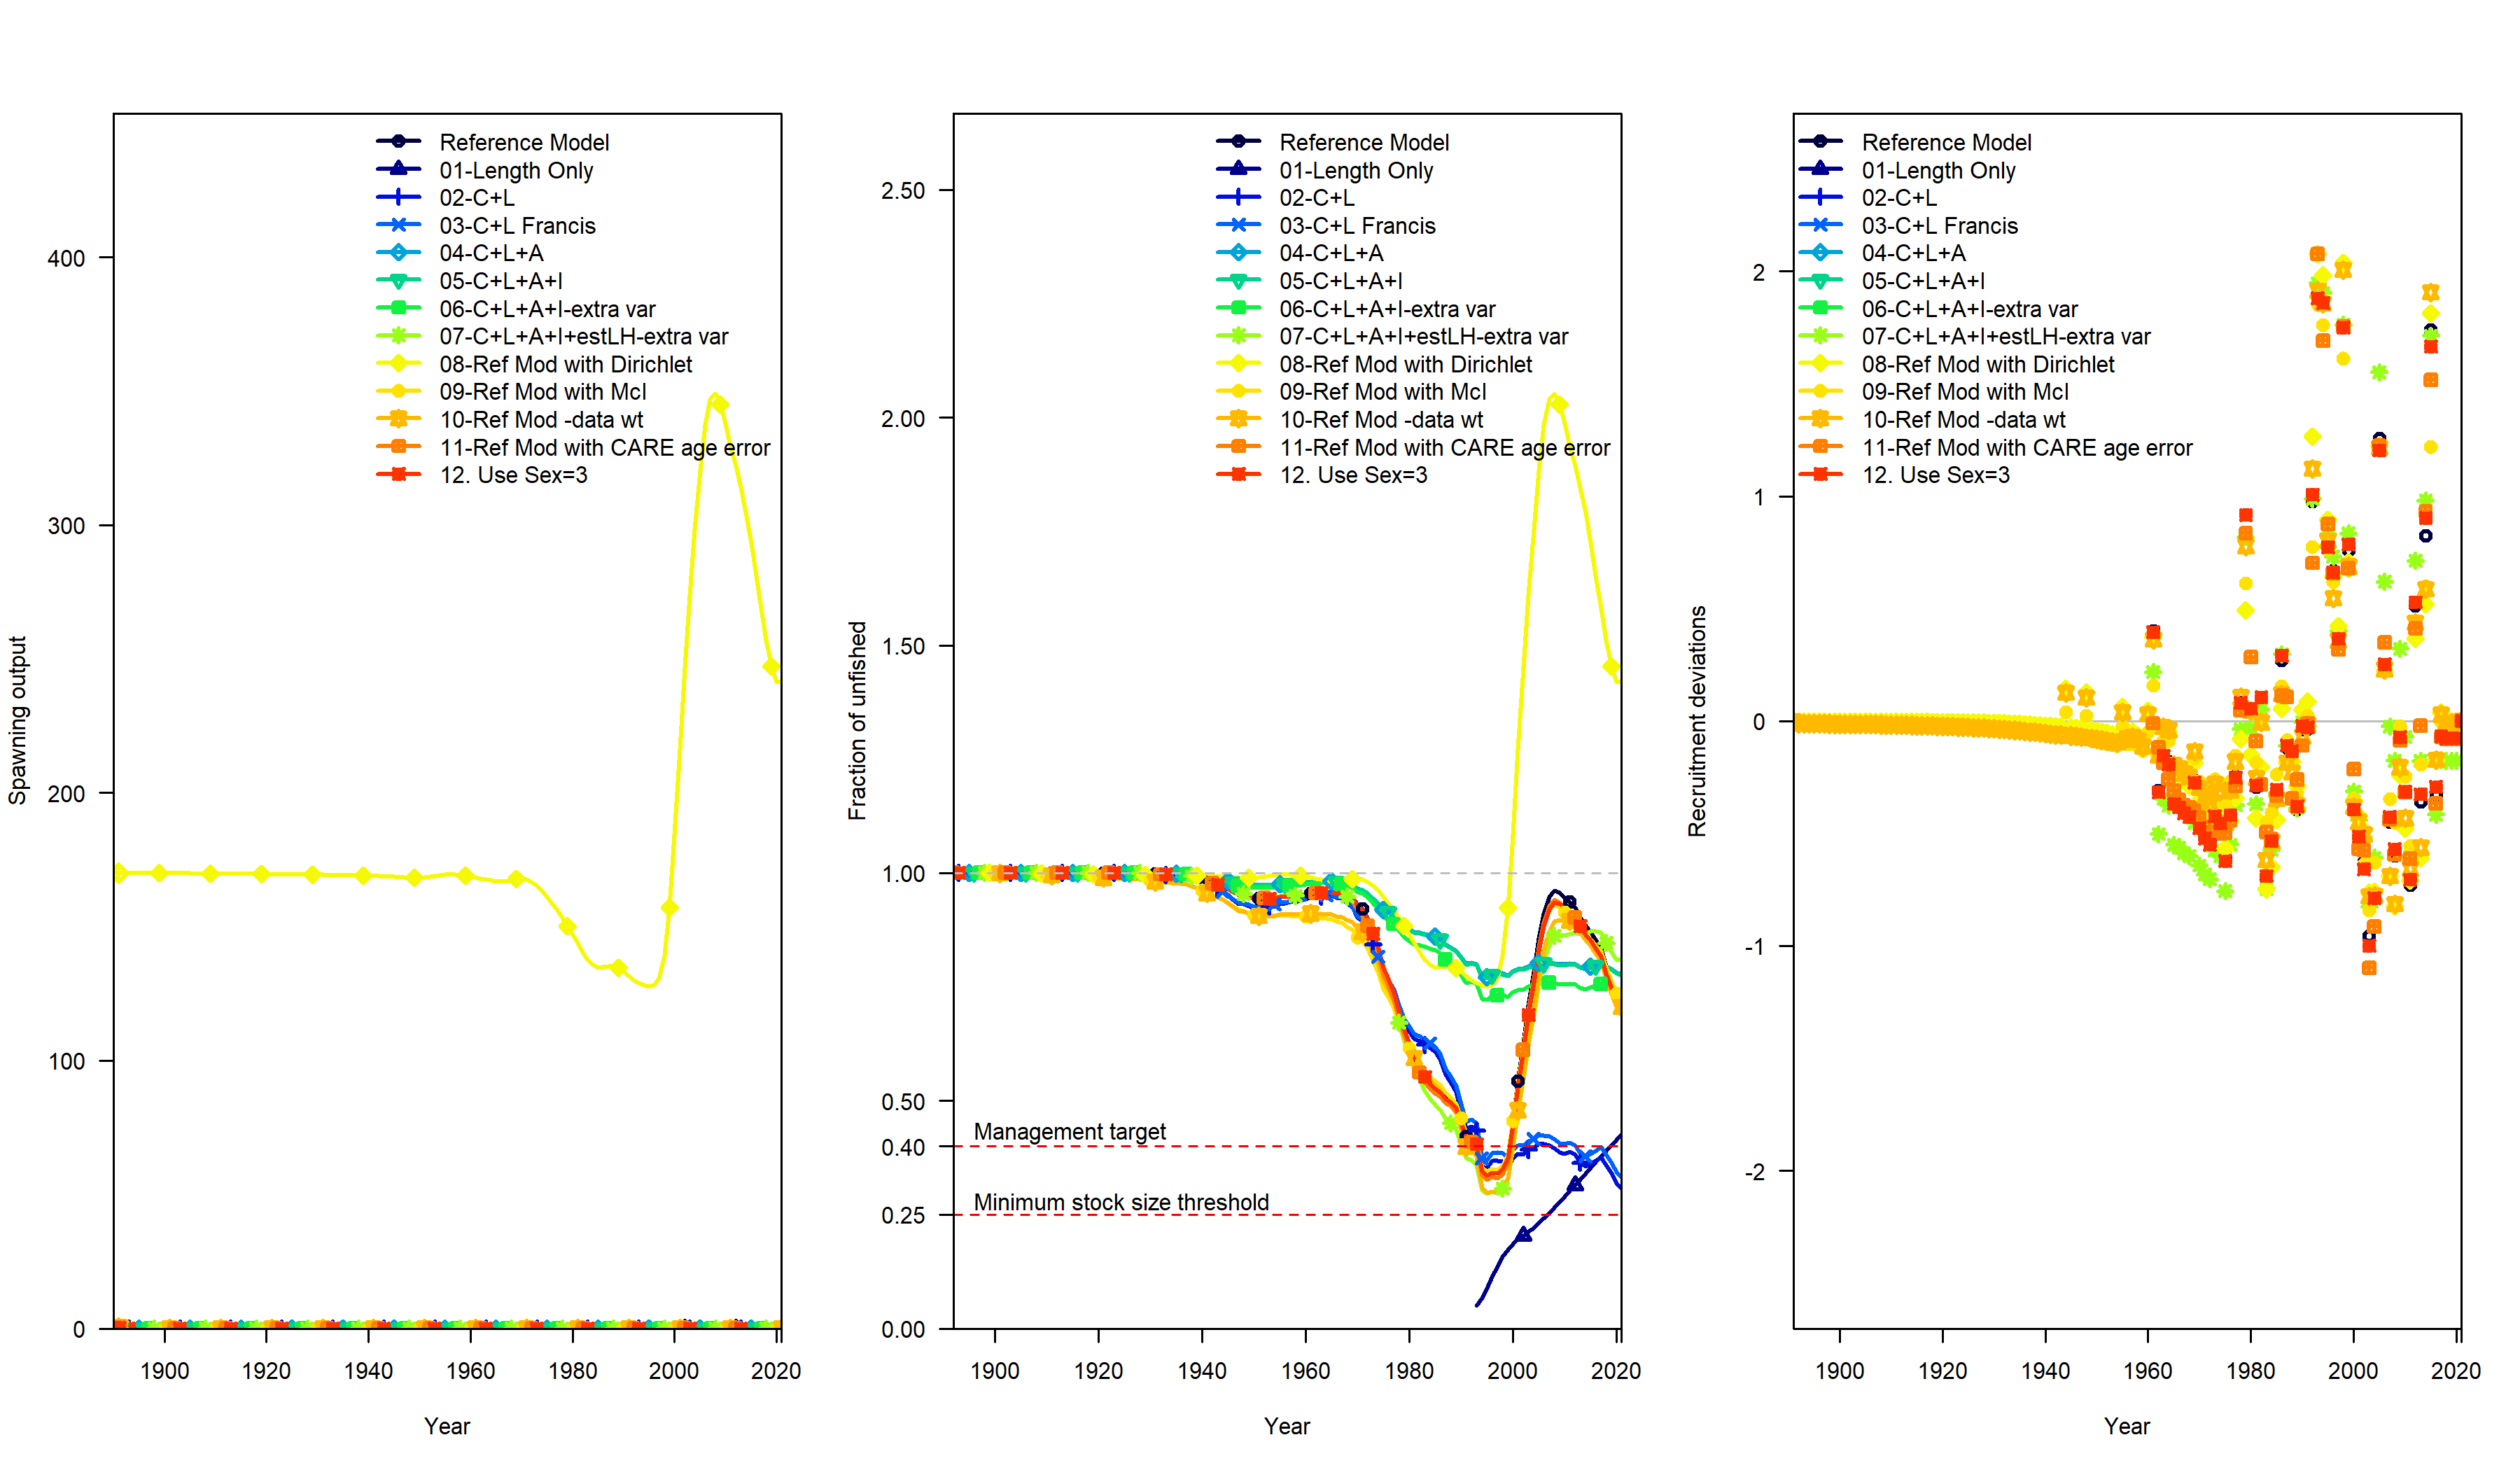 Spawning output
400
300
200
100
0
1900 1920 1940 1960 1980 2000 2020
Year
Reference Model
01-Length Only
02-C+L
03-C+L Francis
04-C+L+A
05-C+L+A+I
06-C+L+A+I-extra var
07-C+L+A+I+estLH-extra var
08-Ref Mod with Dirichlet
09-Ref Mod with McI
10-Ref Mod -data wt
11-Ref Mod with CARE age error
12. Use Sex=3
Fraction of unfished
2.50
2.00
1.50
1.00
0.50
0.40
0.25
0.00
Management target
Minimum stock size threshold
1900 1920 1940 1960 1980 2000 2020
Year
Reference Model
01-Length Only
02-C+L
03-C+L Francis
04-C+L+A
05-C+L+A+I
06-C+L+A+I-extra var
07-C+L+A+I+estLH-extra var
08-Ref Mod with Dirichlet
09-Ref Mod with McI
10-Ref Mod -data wt
11-Ref Mod with CARE age error
12. Use Sex=3
Recruitment deviations
2
1
0
-1
-2
1900 1920 1940 1960 1980 2000 2020
Year
Reference Model
01-Length Only
02-C+L
03-C+L Francis
04-C+L+A
05-C+L+A+I
06-C+L+A+I-extra var
07-C+L+A+I+estLH-extra var
08-Ref Mod with Dirichlet
09-Ref Mod with McI
10-Ref Mod -data wt
11-Ref Mod with CARE age error
12. Use Sex=3